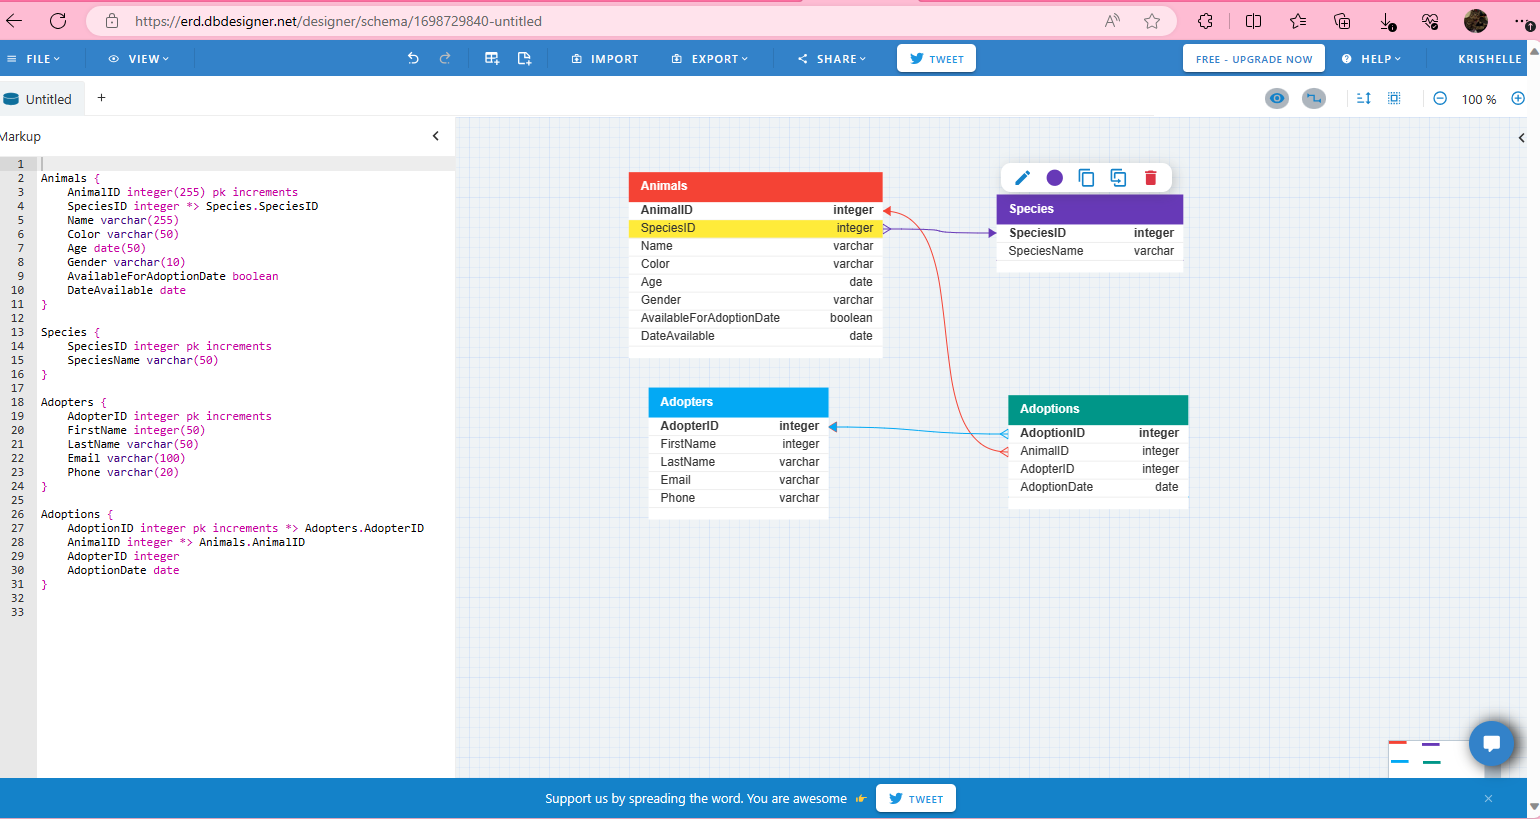 https://erd.dbdesigner.net/designer/schema/1698729840-untitled
FILE VIEW IMPORT EXPORT SHARE TWEET FREE - UPGRADE NOW HELP KRISHELLE
Untitled + 100 %
Markup
1
2 Animals {
3 AnimalID integer(255) pk increments
4 SpeciesID integer *> Species.SpeciesID
5 Name varchar(255)
6 Color varchar(50)
7 Age date(50)
8 Gender varchar(10)
9 AvailableForAdoptionDate boolean
10 DateAvailable date
11 }
12
13 Species {
14 SpeciesID integer pk increments
15 SpeciesName varchar(50)
16 }
17
18 Adopters {
19 AdopterID integer pk increments
20 FirstName integer(50)
21 LastName varchar(50)
22 Email varchar(100)
23 Phone varchar(20)
24 }
25
26 Adoptions {
27 AdoptionID integer pk increments *> Adopters.AdopterID
28 AnimalID integer *> Animals.AnimalID
29 AdopterID integer
30 AdoptionDate date
31 }
32
33
Animals
AnimalID integer
SpeciesID integer
Name varchar
Color varchar
Age date
Gender varchar
AvailableForAdoptionDate boolean
DateAvailable date
Species
SpeciesID integer
SpeciesName varchar
Adopters
AdopterID integer
FirstName integer
LastName varchar
Email varchar
Phone varchar
Adoptions
AdoptionID integer
AnimalID integer
AdopterID integer
AdoptionDate date
Support us by spreading the word. You are awesome 👉 TWEET